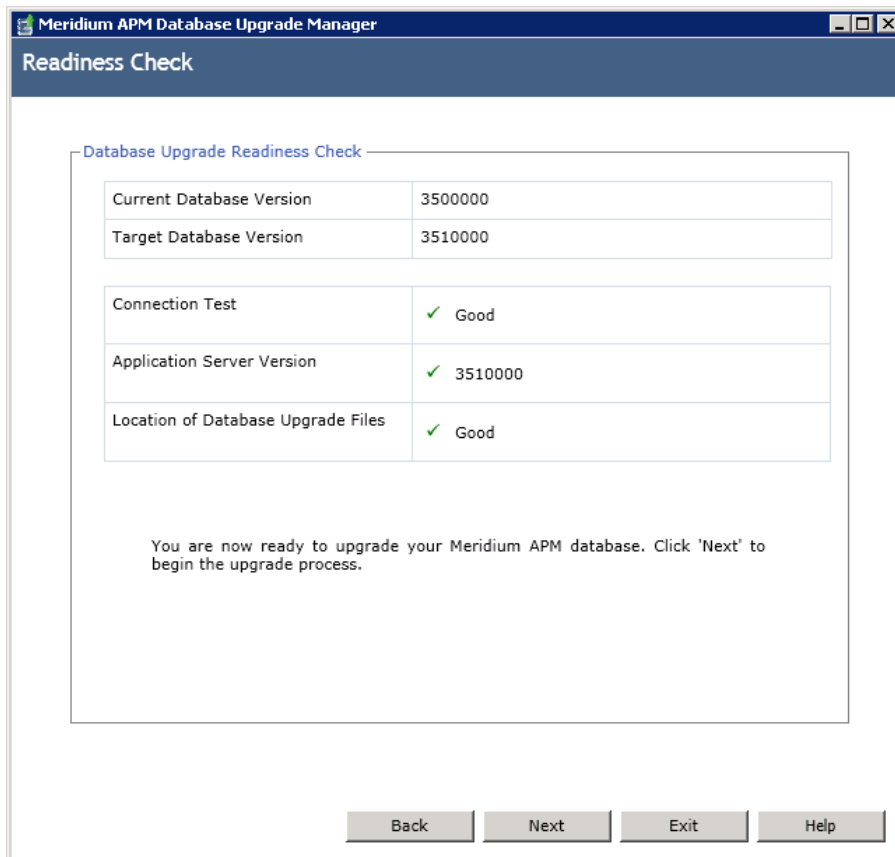 Meridium APM Database Upgrade Manager
Readiness Check
Database Upgrade Readiness Check
Current Database Version 3500000
Target Database Version 3510000
Connection Test ✓ Good
Application Server Version ✓ 3510000
Location of Database Upgrade Files ✓ Good
You are now ready to upgrade your Meridium APM database. Click 'Next' to
begin the upgrade process.
Back Next Exit Help